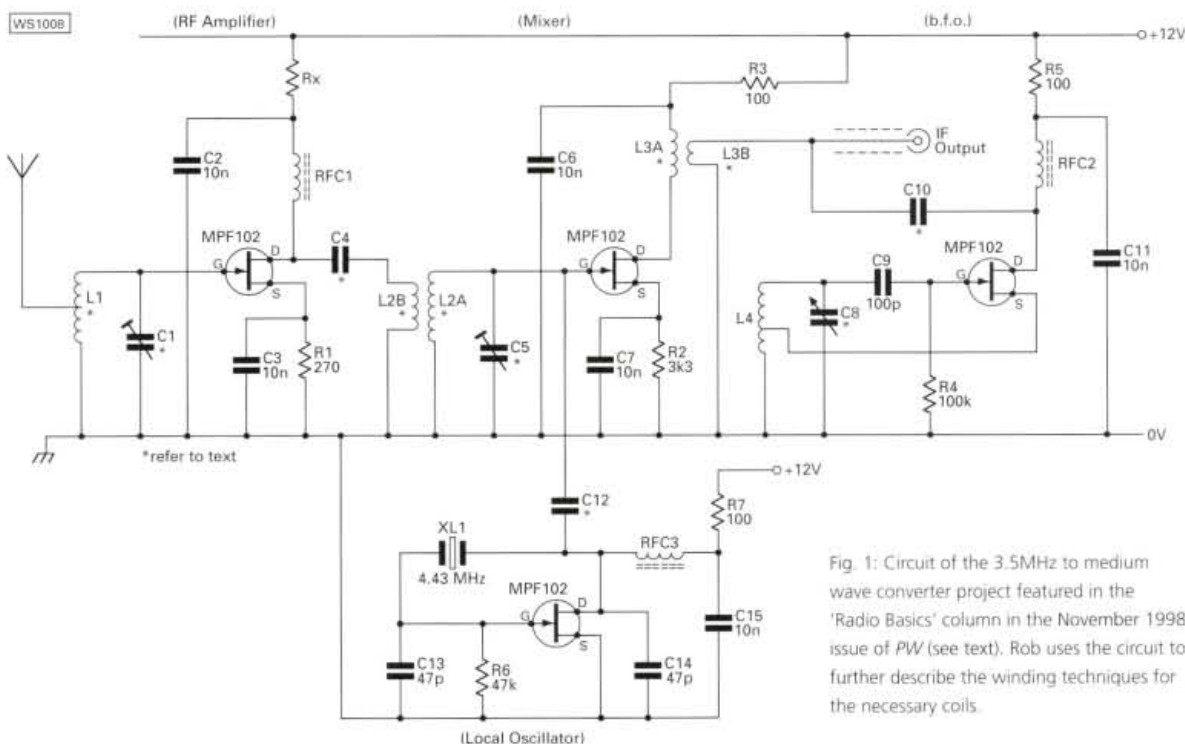 WS1008
(RF Amplifier)
(Mixer)
(b.f.o.)
+12V
Rx
R3
100
R5
100
C2
10n
RFC1
C6
10n
L3A
*
L3B
*
IF
Output
RFC2
C10
*
MPF102
G
D
S
C4
*
MPF102
G
D
S
MPF102
G
D
S
C9
100p
C11
10n
L1
*
C1
*
L2B
*
L2A
*
L4
C8
*
C3
10n
R1
270
C5
*
C7
10n
R2
3k3
R4
100k
0V
*refer to text
+12V
C12
*
R7
100
XL1
4.43 MHz
RFC3
MPF102
G
D
S
C15
10n
C13
47p
R6
47k
C14
47p
(Local Oscillator)
Fig. 1: Circuit of the 3.5MHz to medium
wave converter project featured in the
'Radio Basics' column in the November 1998
issue of PW (see text). Rob uses the circuit to
further describe the winding techniques for
the necessary coils.